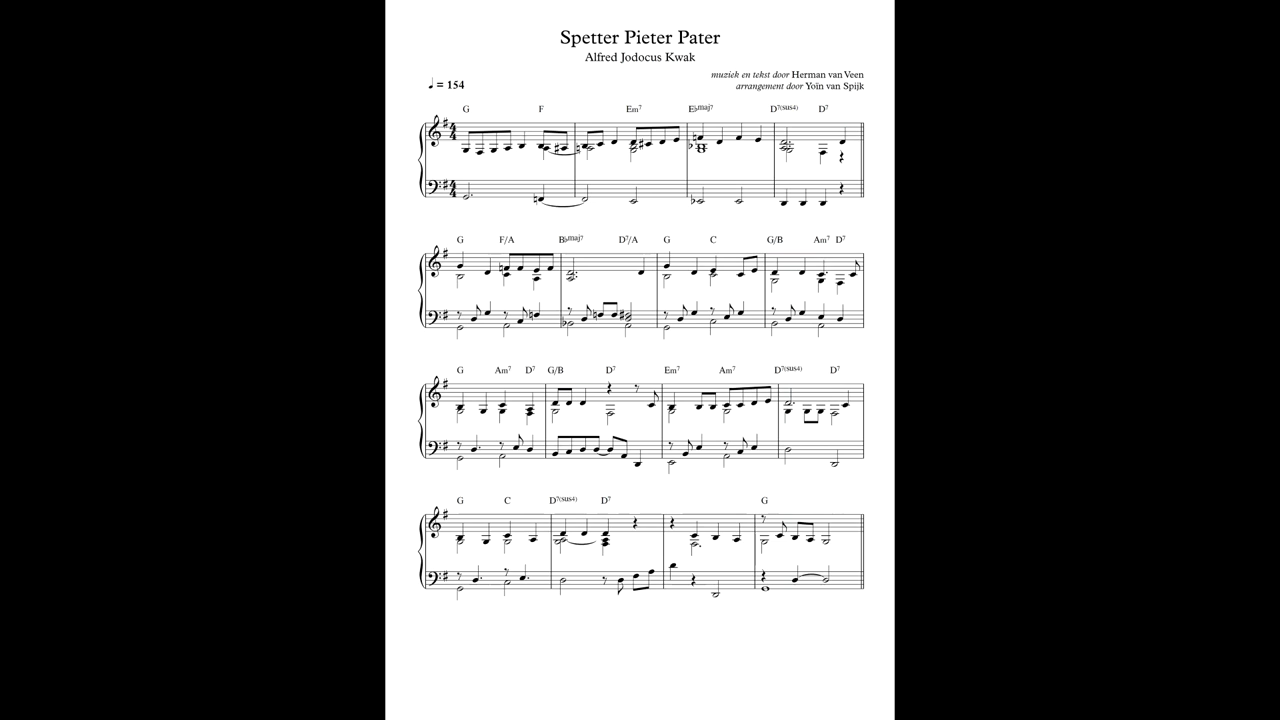 Spetter Pieter Pater
Alfred Jodocus Kwak
muziek en tekst door Herman van Veen
♩ = 154
arrangement door Yoïn van Spijk
G F Em7 E♭maj7 D7(sus4) D7
G F/A B♭maj7 D7/A G C G/B Am7 D7
G Am7 D7 G/B D7 Em7 Am7 D7(sus4) D7
G C D7(sus4) D7 G